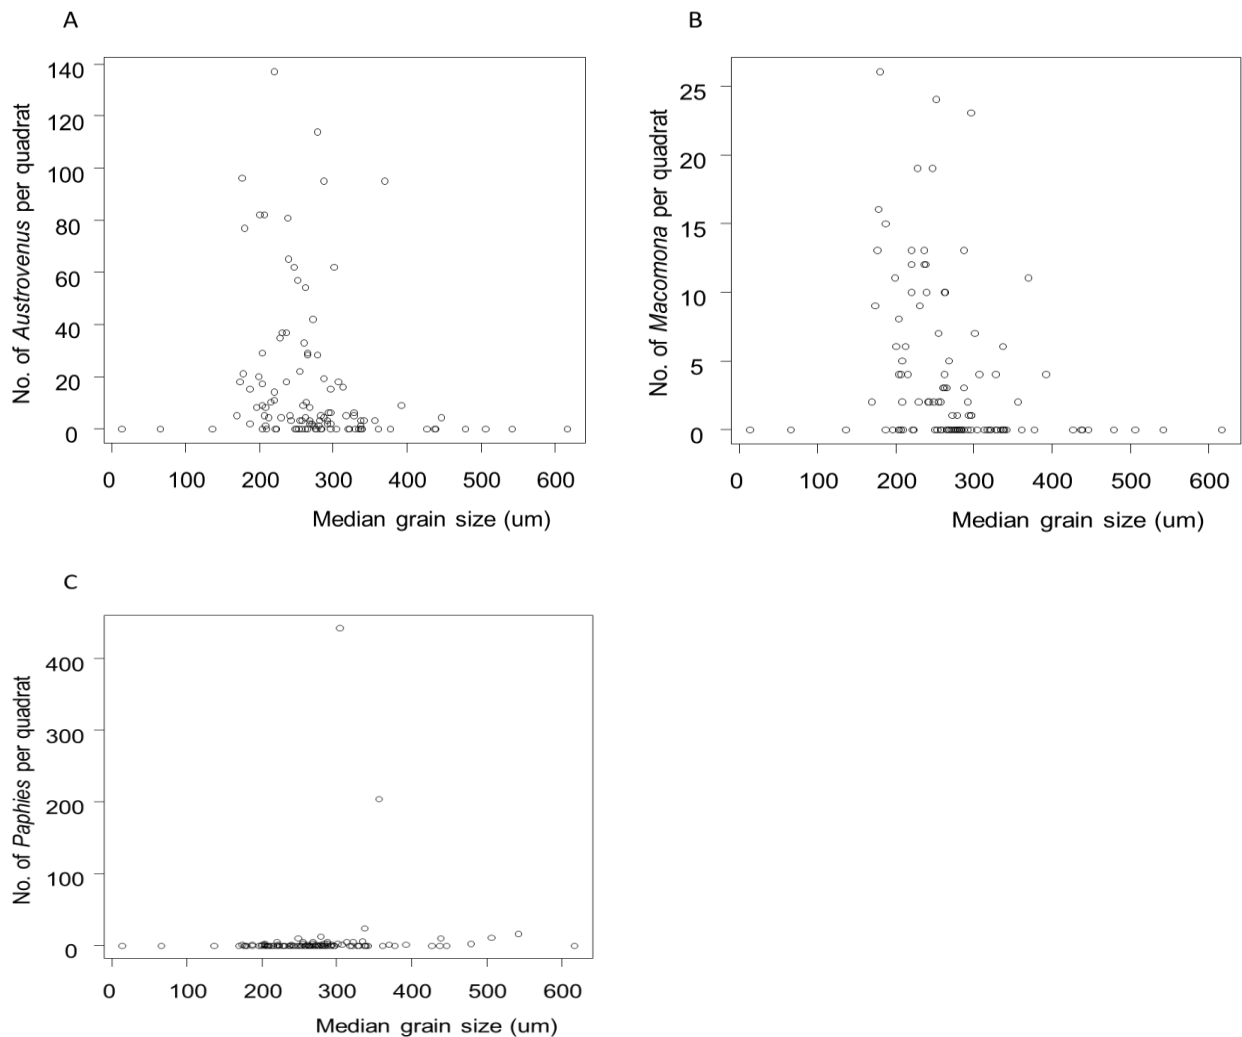 A
No. of Austrovenus per quadrat
140
120
100
80
60
40
20
0
0 100 200 300 400 500 600
Median grain size (um)
B
No. of Macomona per quadrat
25
20
15
10
5
0
0 100 200 300 400 500 600
Median grain size (um)
C
No. of Paphies per quadrat
400
300
200
100
0
0 100 200 300 400 500 600
Median grain size (um)